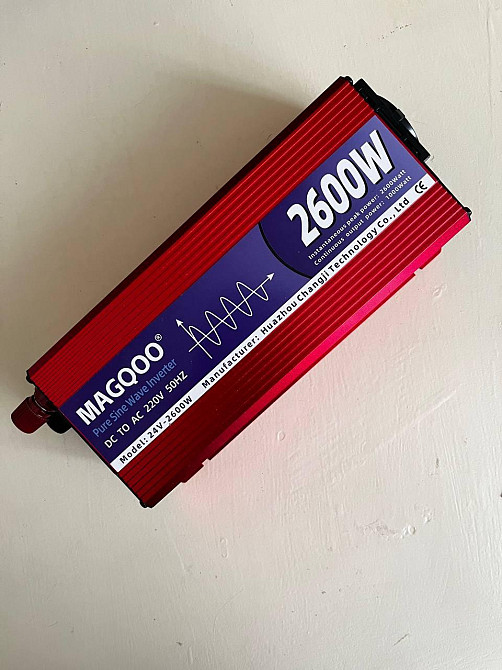 2600W
Instantaneous peak power: 2600Watt
Continuous output power: 1000Watt
MAGQOO®
Pure Sine Wave Inverter
DC TO AC 220V 50HZ
Model: 24V-2600W Manufacturer: Huazhou Changji Technology Co., Ltd CE